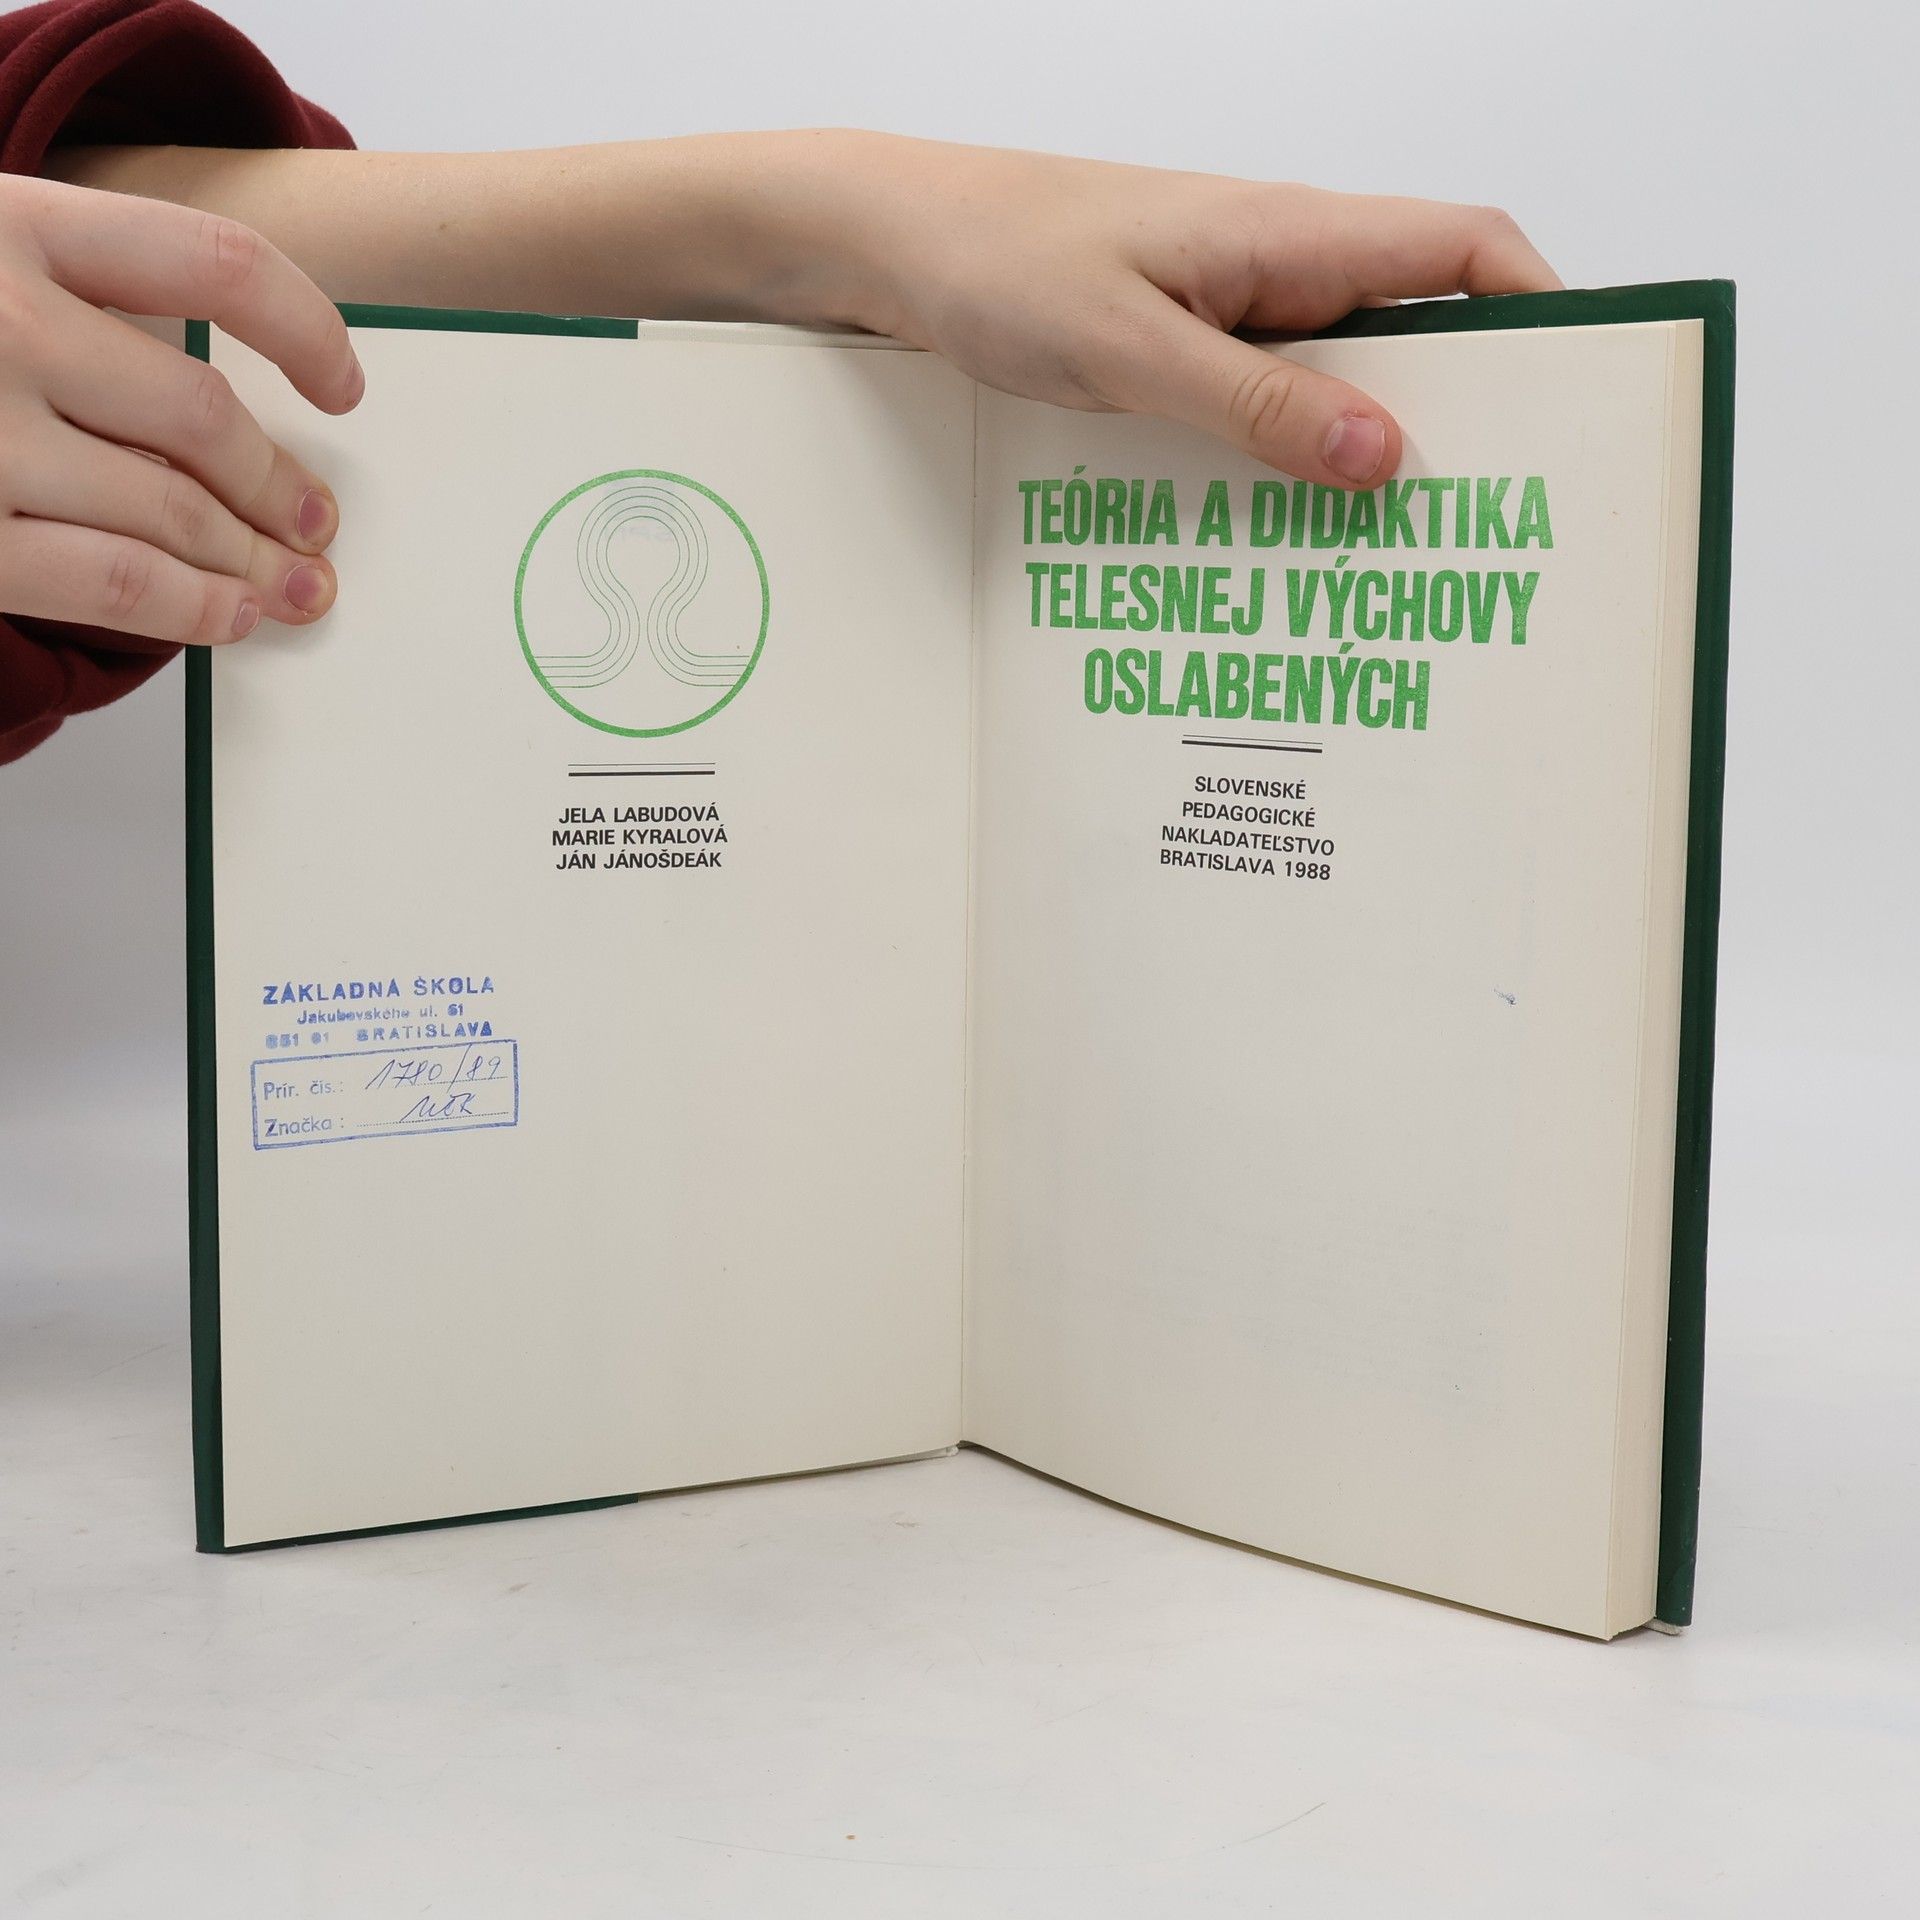 JELA LABUDOVÁ
MARIE KYRALOVÁ
JÁN JÁNOŠDEÁK
ZÁKLADNÁ ŠKOLA
Jakubovského ul. 61
851 01 BRATISLAVA
Prír. čís.: 1780/89
Značka:
TEÓRIA A DIDAKTIKA
TELESNEJ VÝCHOVY
OSLABENÝCH
SLOVENSKÉ
PEDAGOGICKÉ
NAKLADATEĽSTVO
BRATISLAVA 1988